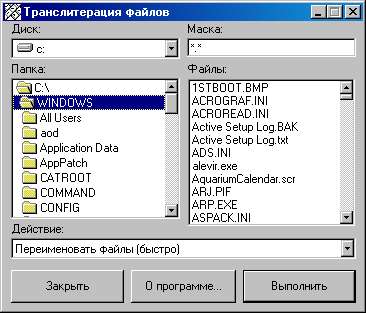 Транслитерация файлов
Диск: Маска:
c: *.*
Папка: Файлы:
C:\
WINDOWS
All Users
aod
Application Data
AppPatch
CATROOT
COMMAND
CONFIG
1STBOOT.BMP
ACROGRAF.INI
ACROREAD.INI
Active Setup Log.BAK
Active Setup Log.txt
ADS.INI
alevir.exe
AquariumCalendar.scr
ARJ.PIF
ARP.EXE
ASPACK.INI
Действие:
Переименовать файлы (быстро)
Закрыть О программе... Выполнить